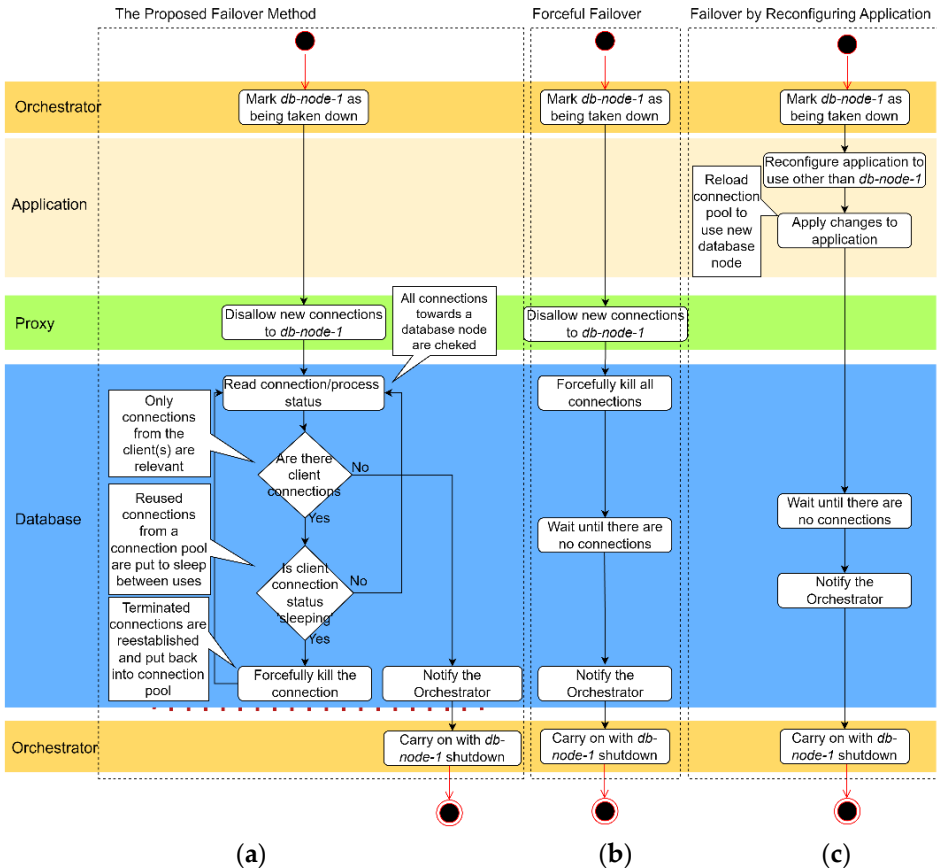 The Proposed Failover Method
Forceful Failover
Failover by Reconfiguring Application
Orchestrator
Mark db-node-1 as
being taken down
Mark db-node-1 as
being taken down
Mark db-node-1 as
being taken down
Application
Reconfigure application to
use other than db-node-1
Reload
connection
pool to
use new
database
node
Apply changes to
application
Proxy
Disallow new connections
to db-node-1
All connections
towards a
database node
are cheked
Disallow new connections
to db-node-1
Database
Read connection/process
status
Only
connections
from the
client(s) are
relevant
Are there
client
connections
No
Yes
Reused
connections
from a
connection pool
are put to sleep
between uses
Is client
connection
status
'sleeping'
No
Yes
Terminated
connections are
reestablished
and put back
into connection
pool
Forcefully kill the
connection
Notify the
Orchestrator
Forcefully kill all
connections
Wait until there are
no connections
Notify the
Orchestrator
Wait until there are
no connections
Notify the
Orchestrator
Orchestrator
Carry on with db-
node-1 shutdown
Carry on with db-
node-1 shutdown
Carry on with db-
node-1 shutdown
(a)
(b)
(c)